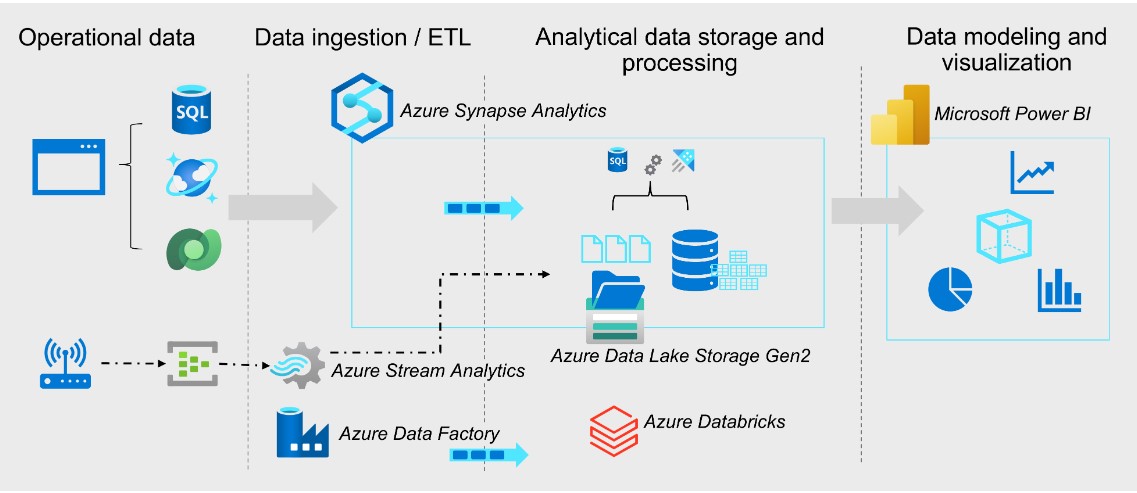 Operational data
Data ingestion / ETL
Analytical data storage and
processing
Data modeling and
visualization
SQL
Azure Synapse Analytics
Microsoft Power BI
SQL
Azure Data Lake Storage Gen2
Azure Stream Analytics
Azure Data Factory
Azure Databricks